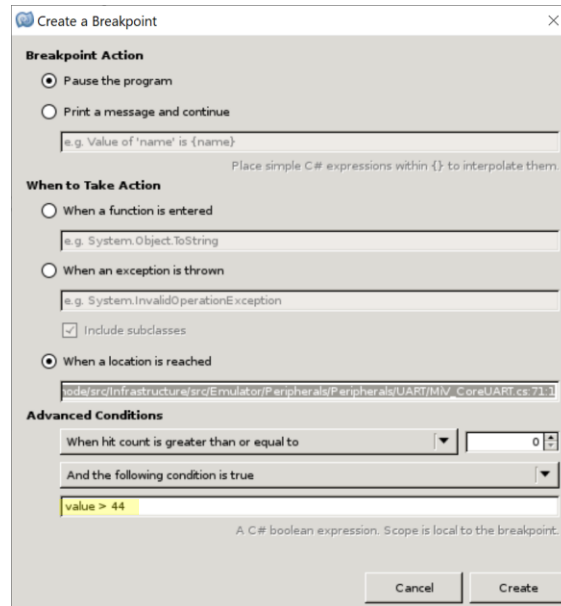 Create a Breakpoint
Breakpoint Action
Pause the program
Print a message and continue
e.g. Value of 'name' is {name}
Place simple C# expressions within {} to interpolate them.
When to Take Action
When a function is entered
e.g. System.Object.ToString
When an exception is thrown
e.g. System.InvalidOperationException
Include subclasses
When a location is reached
node/src/Infrastructure/src/Emulator/Peripherals/Peripherals/UART/MiV_CoreUART.cs:71,1
Advanced Conditions
When hit count is greater than or equal to
0
And the following condition is true
value > 44
A C# boolean expression. Scope is local to the breakpoint.
Cancel
Create